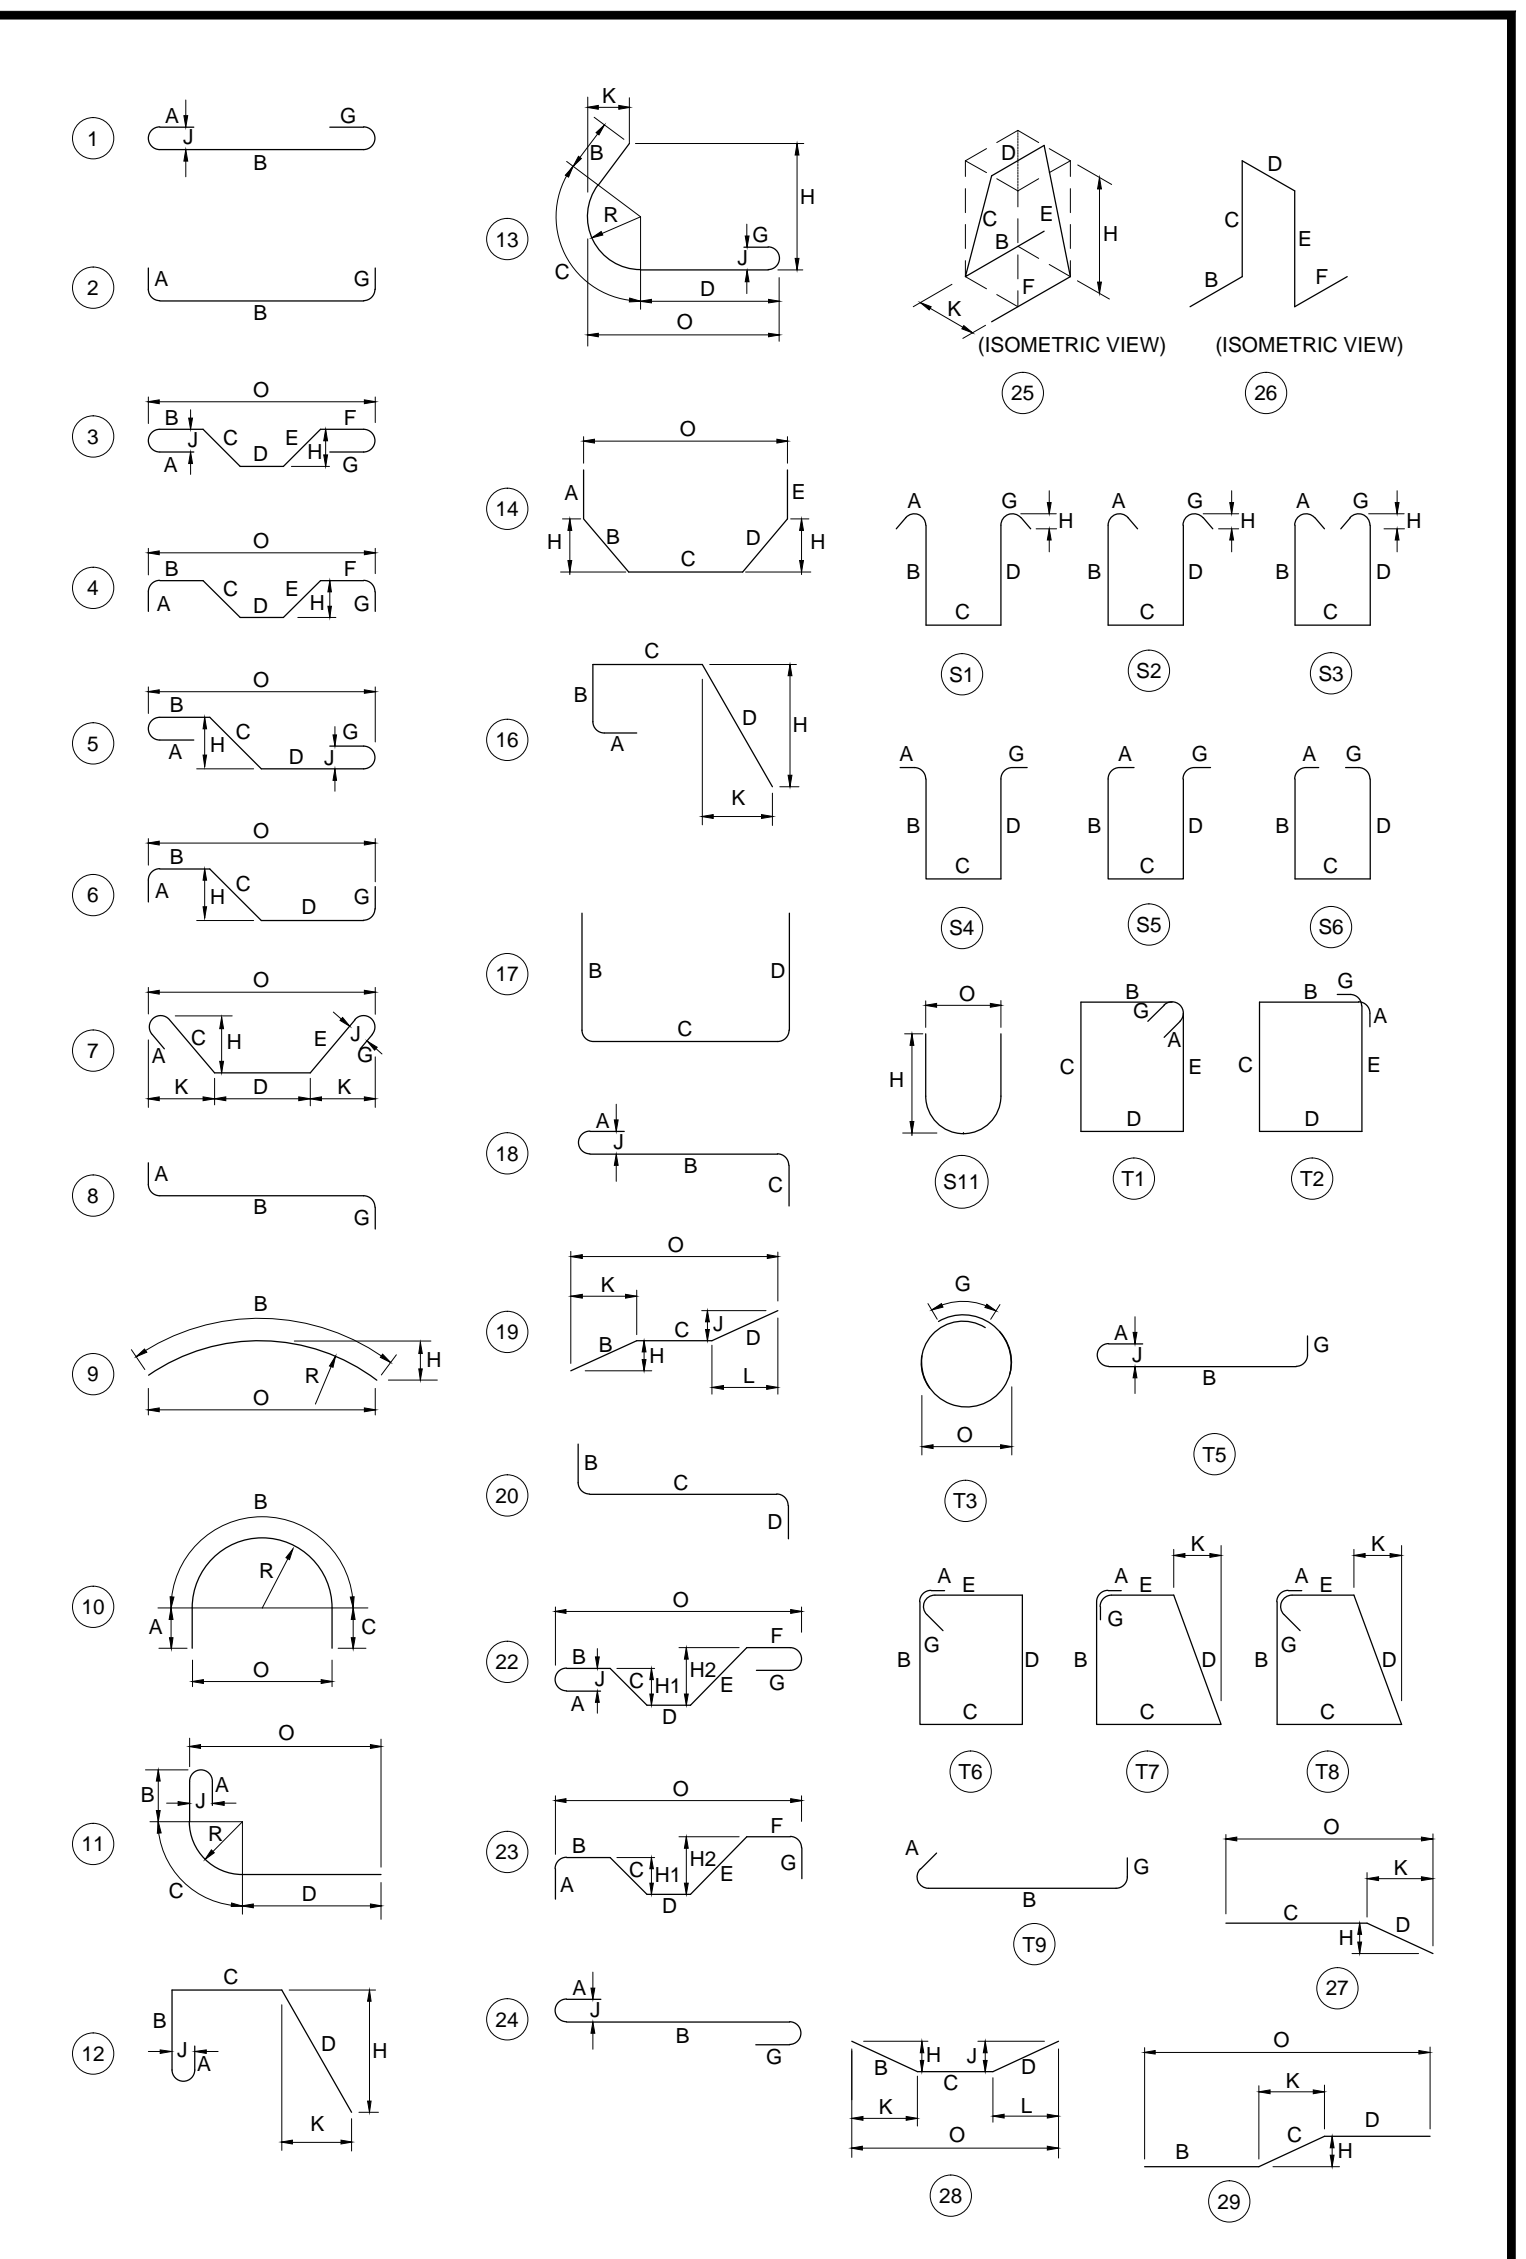 A G
J
1
B
A G
2
B
O
B F
J C E H
3
D
A G
O
B F
C E
4
A D H G
O
B
C G
5
A H D J
O
B
C
6
A H D G
O
7
C H E J
A G
K D K
A
8
B
G
B
9
H
R
O
B
R
10
A C
O
O
B A
J
R
11
C D
C
B
D H
12
J A
K
K
B
R H
13
G
J
C
D
O
O
A E
14
H B D H
C
C
B
D H
16
A
K
17
B D
C
A
J
18
B
C
O
K
19
B C J D
H
L
B
20
C
D
O
F
22
B J C H1 H2 E
A D G
O
F
23
B C H1 H2 E G
A D
A
J
24
B
G
D
C E
B H
F
K
(ISOMETRIC VIEW)
25
D
C
E
B F
(ISOMETRIC VIEW)
26
A G
H
B D
C
S1
A G
H
B D
C
S2
A G
H
B D
C
S3
A G
B D
C
S4
A G
B D
C
S5
A G
B D
C
S6
O
H
S11
B
G
A
C E
D
T1
B G
A
C E
D
T2
G
O
T3
A
J G
B
T5
A E
G
B D
C
T6
K
A E
G
B D
C
T7
K
A E
G
B D
C
T8
A
G
B
T9
O
K
C D
H
27
H J
B C D
K L
O
28
O
K
D
C
B H
29